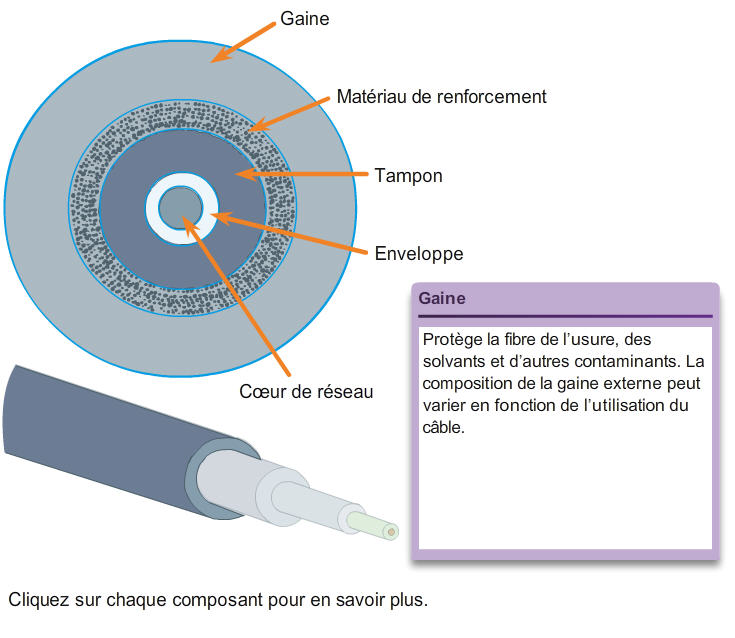 Gaine
Matériau de renforcement
Tampon
Enveloppe
Cœur de réseau
Gaine
Protège la fibre de l’usure, des
solvants et d’autres contaminants. La
composition de la gaine externe peut
varier en fonction de l’utilisation du
câble.
Cliquez sur chaque composant pour en savoir plus.